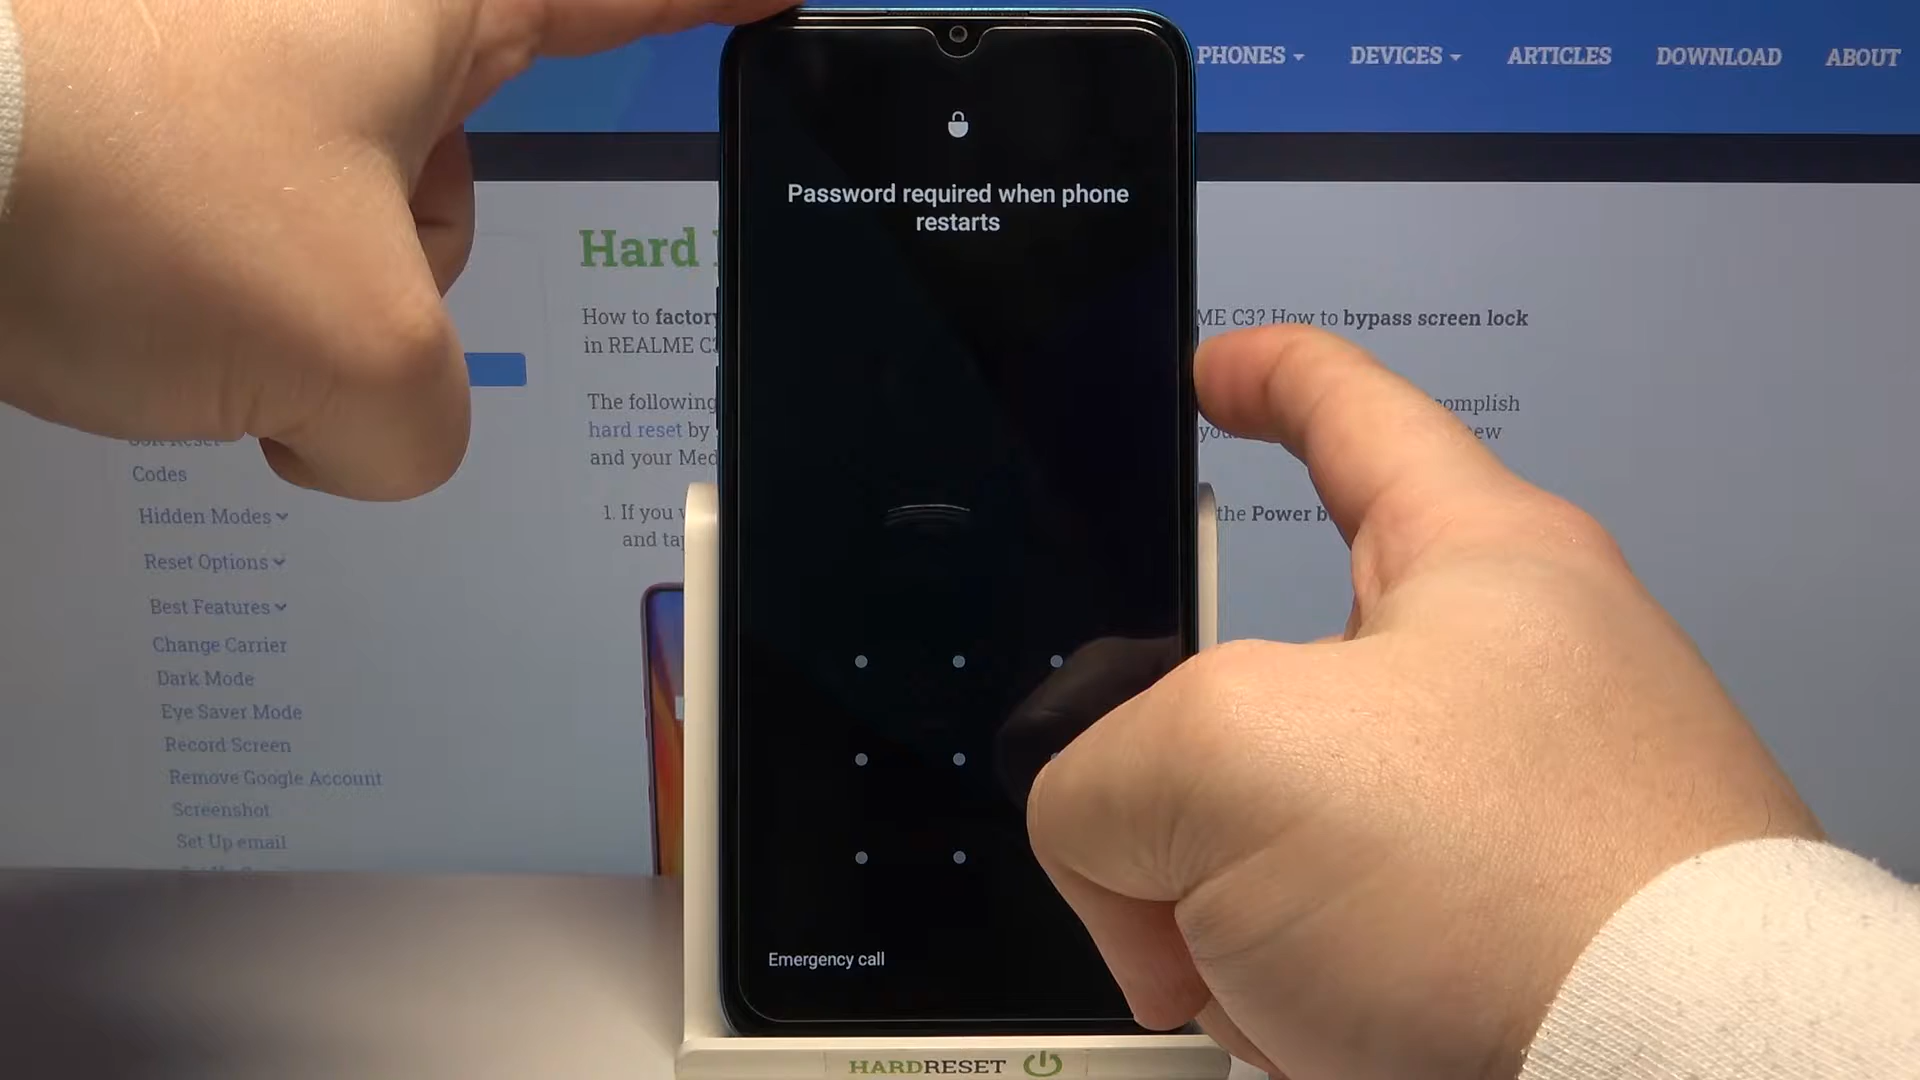 PHONES DEVICES ARTICLES DOWNLOAD ABOUT
Password required when phone
restarts
Hard
How to factory ME C3? How to bypass screen lock
in REALME C3
The following omplish
hard reset by you ew
and your Med
1. If you the Power b
and tap
Codes
Hidden Modes
Reset Options
Best Features
Change Carrier
Dark Mode
Eye Saver Mode
Record Screen
Remove Google Account
Screenshot
Set Up email
Emergency call
HARDRESET